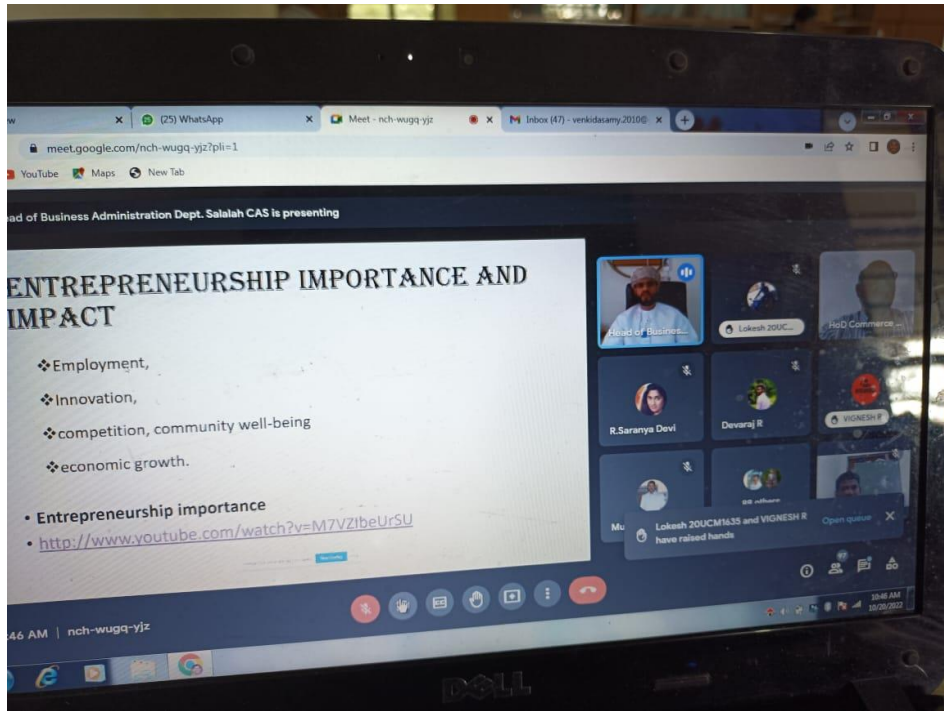 ew
(25) WhatsApp
Meet - nch-wugq-yjz
Inbox (47) - venkidasamy.2010@
meet.google.com/nch-wugq-yjz?pli=1
YouTube
Maps
New Tab
ead of Business Administration Dept. Salalah CAS is presenting
ENTREPRENEURSHIP IMPORTANCE AND
IMPACT
❖Employment,
❖Innovation,
❖competition, community well-being
❖economic growth.
• Entrepreneurship importance
• http://www.youtube.com/watch?v=M7VZIbeUrSU
Head of Busines...
Lokesh 20UC...
HoD Commerce ...
R.Saranya Devi
Devaraj R
VIGNESH R
Mu
88 others
Lokesh 20UCM1635 and VIGNESH R
have raised hands
Open queue
97
:46 AM | nch-wugq-yjz
10:46 AM
10/20/2022
DELL